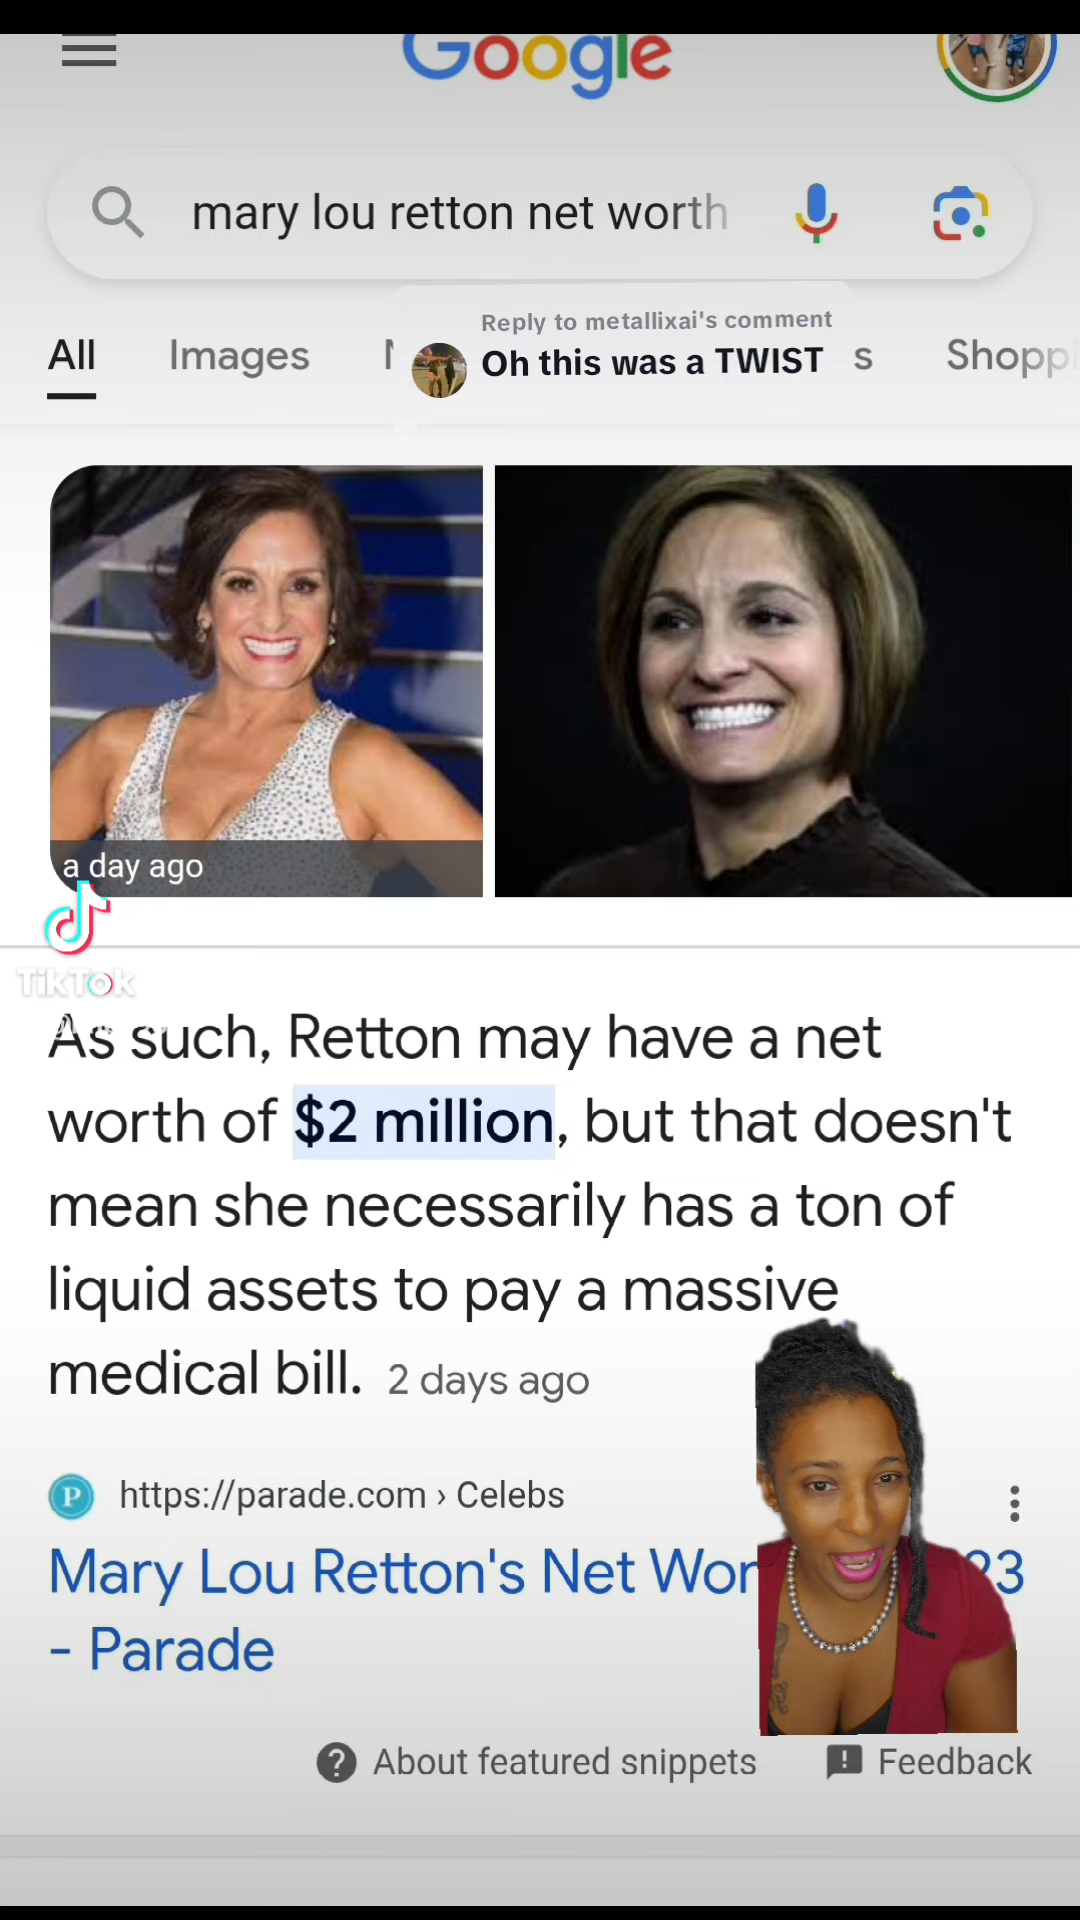 Google
mary lou retton net worth
Reply to metallixai's comment
Oh this was a TWIST
All Images s Shoppi
a day ago
TikTok
As such, Retton may have a net
worth of $2 million, but that doesn't
mean she necessarily has a ton of
liquid assets to pay a massive
medical bill. 2 days ago
P https://parade.com › Celebs
Mary Lou Retton's Net Wor 23
- Parade
About featured snippets Feedback